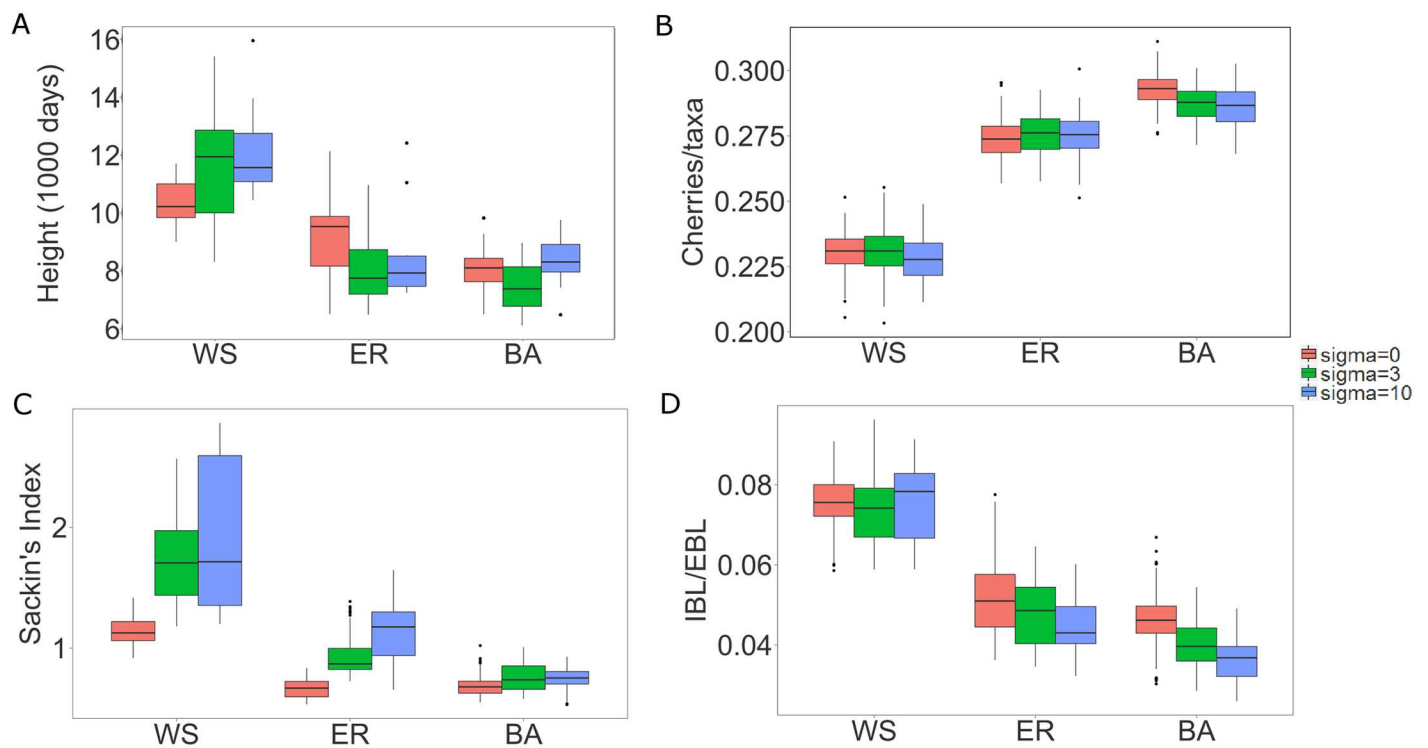 A
Height (1000 days)
16
14
12
10
8
6
WS ER BA
B
Cherries/taxa
0.300
0.275
0.250
0.225
0.200
WS ER BA
sigma=0
sigma=3
sigma=10
C
Sackin's Index
2
1
WS ER BA
D
IBL/EBL
0.08
0.06
0.04
WS ER BA